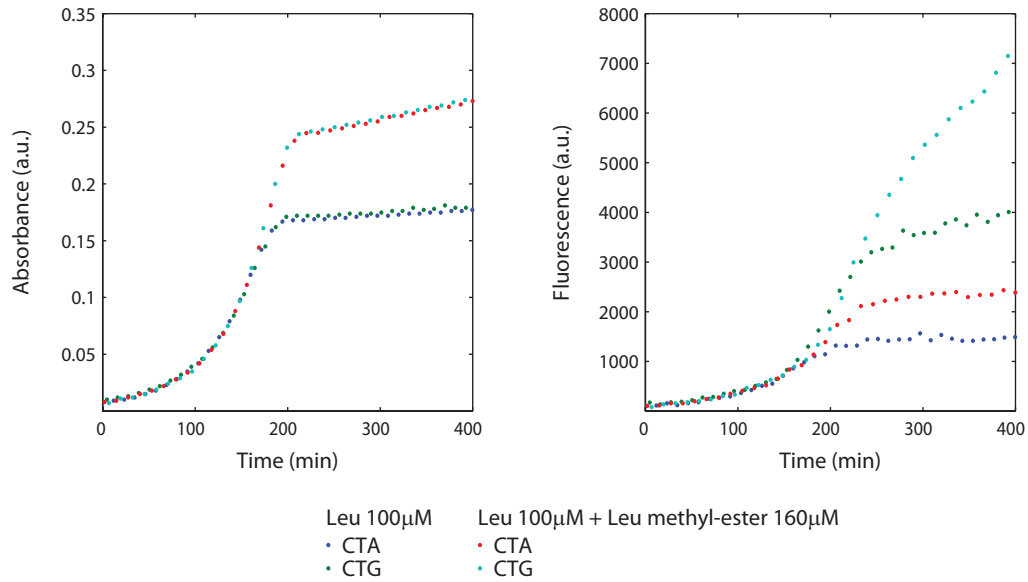 0.35
0.3
0.25
0.2
0.15
0.1
0.05
Absorbance (a.u.)
0 100 200 300 400
Time (min)
8000
7000
6000
5000
4000
3000
2000
1000
Fluorescence (a.u.)
0 100 200 300 400
Time (min)
Leu 100μM Leu 100μM + Leu methyl-ester 160μM
CTA CTA
CTG CTG